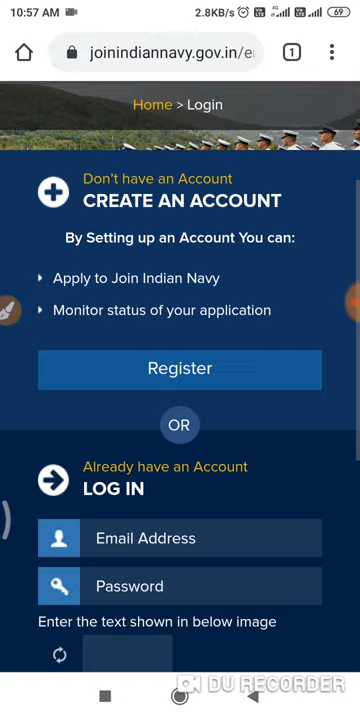 10:57 AM 2.8KB/s 4G 69
joinindiannavy.gov.in/e 1
Home > Login
Don't have an Account
CREATE AN ACCOUNT
By Setting up an Account You can:
Apply to Join Indian Navy
Monitor status of your application
Register
OR
Already have an Account
LOG IN
Email Address
Password
Enter the text shown in below image
DU RECORDER